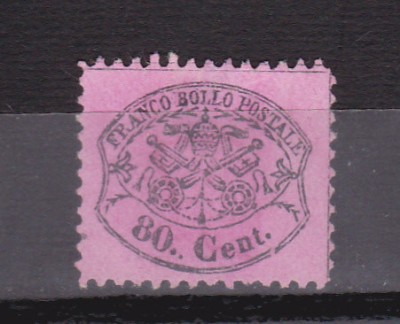 FRANCO BOLLO POSTALE
80.. Cent.